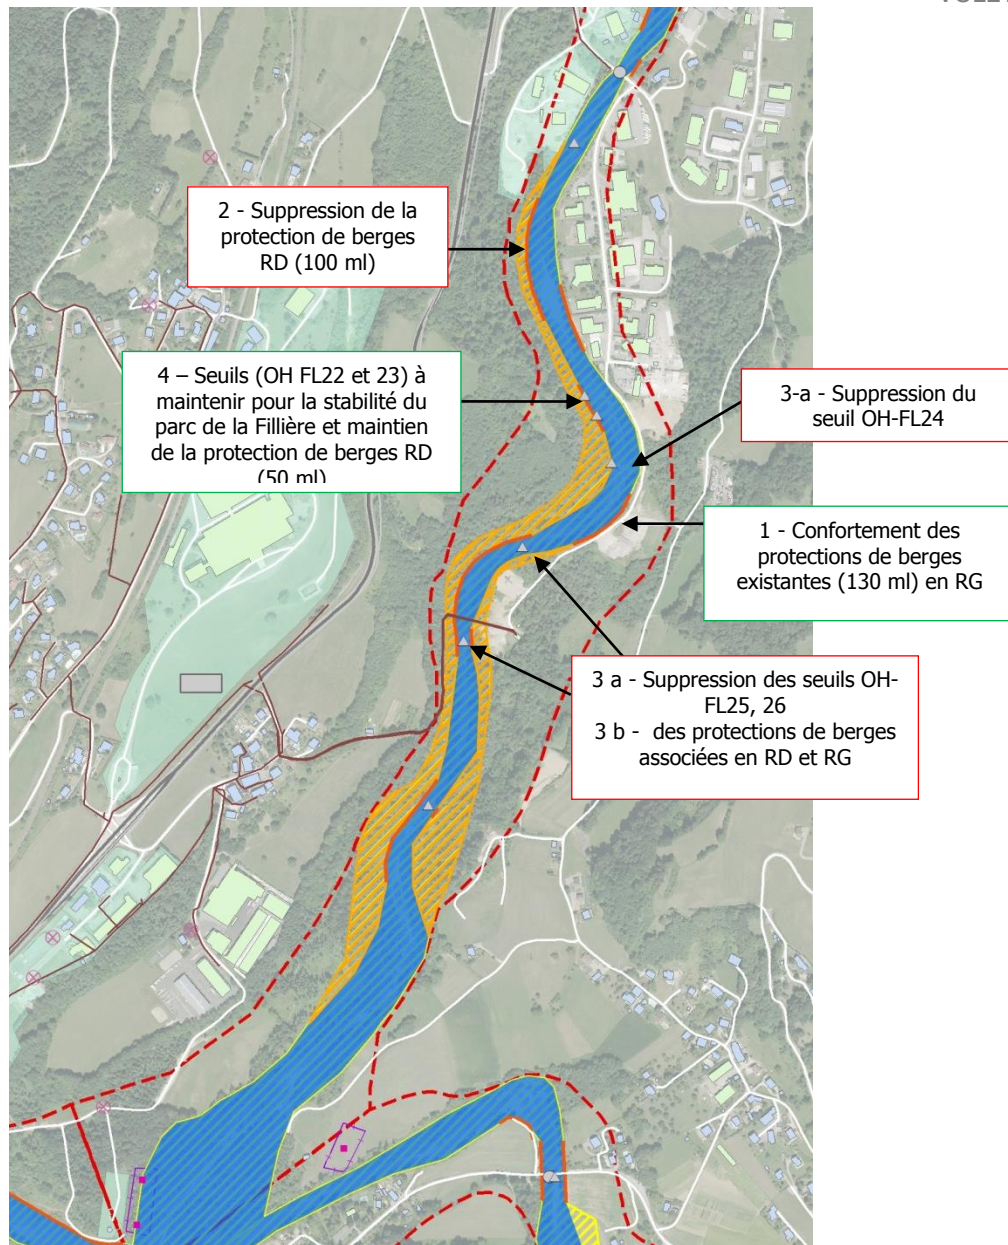 2 - Suppression de la
protection de berges
RD (100 ml)
4 – Seuils (OH FL22 et 23) à
maintenir pour la stabilité du
parc de la Fillière et maintien
de la protection de berges RD
(50 ml)
3-a - Suppression du
seuil OH-FL24
1 - Confortement des
protections de berges
existantes (130 ml) en RG
3 a - Suppression des seuils OH-
FL25, 26
3 b - des protections de berges
associées en RD et RG